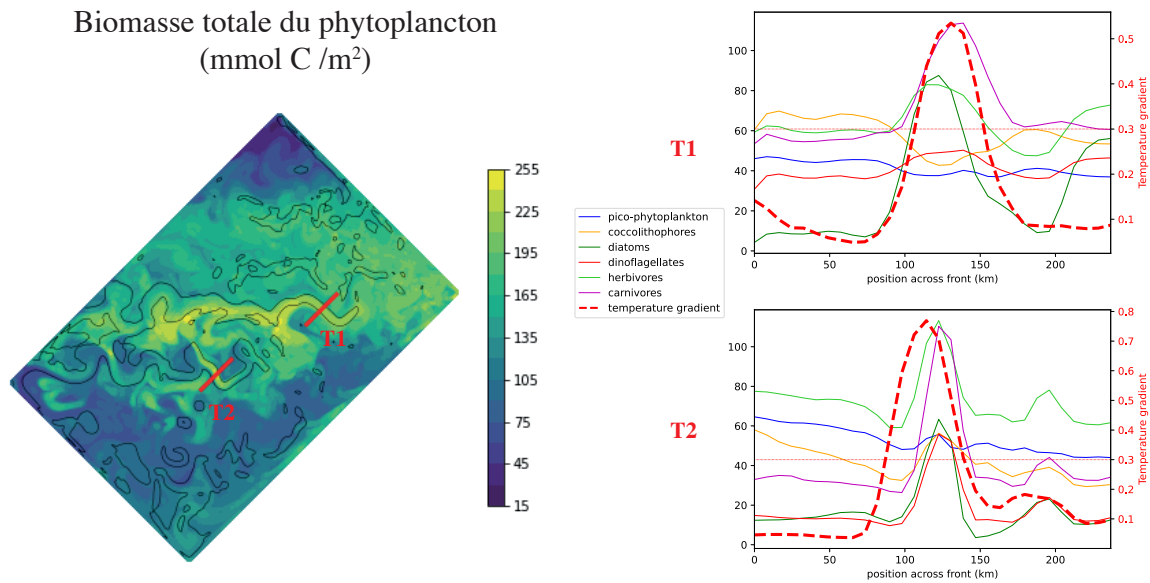 Biomasse totale du phytoplancton
(mmol C /m²)
255
225
195
165
135
105
75
45
15
T1
T2
T1
100
80
60
40
20
0
0
50
100
150
200
position across front (km)
0.5
0.4
0.3
0.2
0.1
Temperature gradient
pico-phytoplankton
coccolithophores
diatoms
dinoflagellates
herbivores
carnivores
temperature gradient
T2
100
80
60
40
20
0
0
50
100
150
200
position across front (km)
0.8
0.7
0.6
0.5
0.4
0.3
0.2
0.1
Temperature gradient